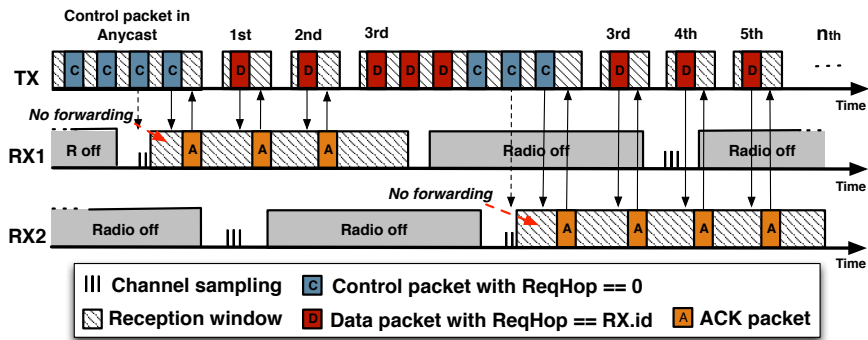 Control packet in
Anycast
1st
2nd
3rd
3rd
4th
5th
nth
TX
C C C C D D D D D C C C D D D
Time
No forwarding
RX1
R off
A A A
Radio off
Radio off
Time
No forwarding
RX2
Radio off
Radio off
A A A A
Time
Channel sampling
C Control packet with ReqHop == 0
Reception window
D Data packet with ReqHop == RX.id
A ACK packet